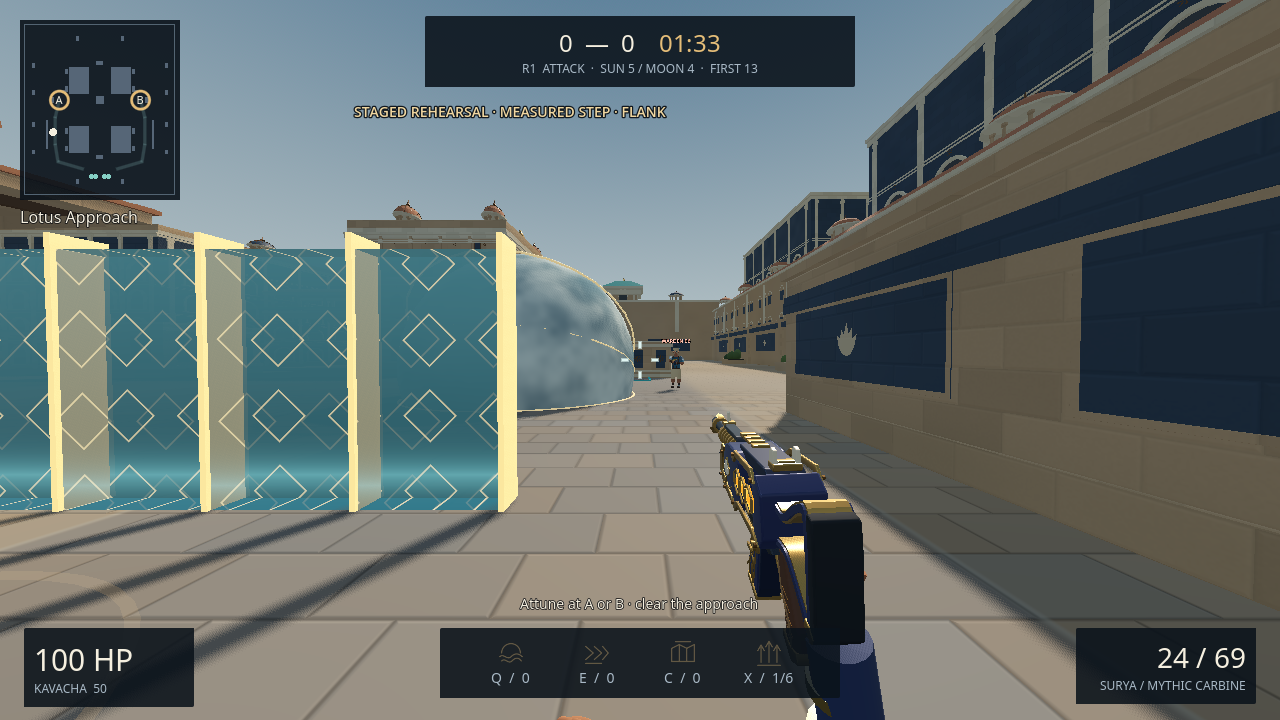 0 — 0 01:33
R1 ATTACK · SUN 5 / MOON 4 · FIRST 13
STAGED REHEARSAL · MEASURED STEP · FLANK
A
B
Lotus Approach
Attune at A or B · clear the approach
100 HP
KAVACHA 50
Q / 0
E / 0
C / 0
X / 1/6
24 / 69
SURYA / MYTHIC CARBINE